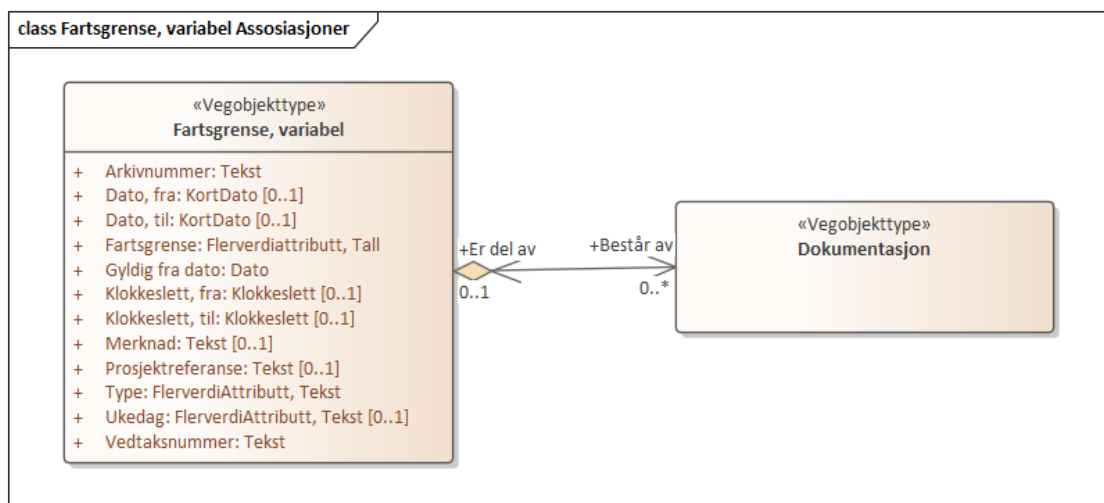 class Fartsgrense, variabel Assosiasjoner
«Vegobjekttype»
Fartsgrense, variabel
+ Arkivnummer: Tekst
+ Dato, fra: KortDato [0..1]
+ Dato, til: KortDato [0..1]
+ Fartsgrense: Flerverdiattributt, Tall
+ Gyldig fra dato: Dato
+ Klokkeslett, fra: Klokkeslett [0..1]
+ Klokkeslett, til: Klokkeslett [0..1]
+ Merknad: Tekst [0..1]
+ Prosjektreferanse: Tekst [0..1]
+ Type: FlerverdiAttributt, Tekst
+ Ukedag: FlerverdiAttributt, Tekst [0..1]
+ Vedtaksnummer: Tekst
+Er del av
0..1
+Består av
0..*
«Vegobjekttype»
Dokumentasjon